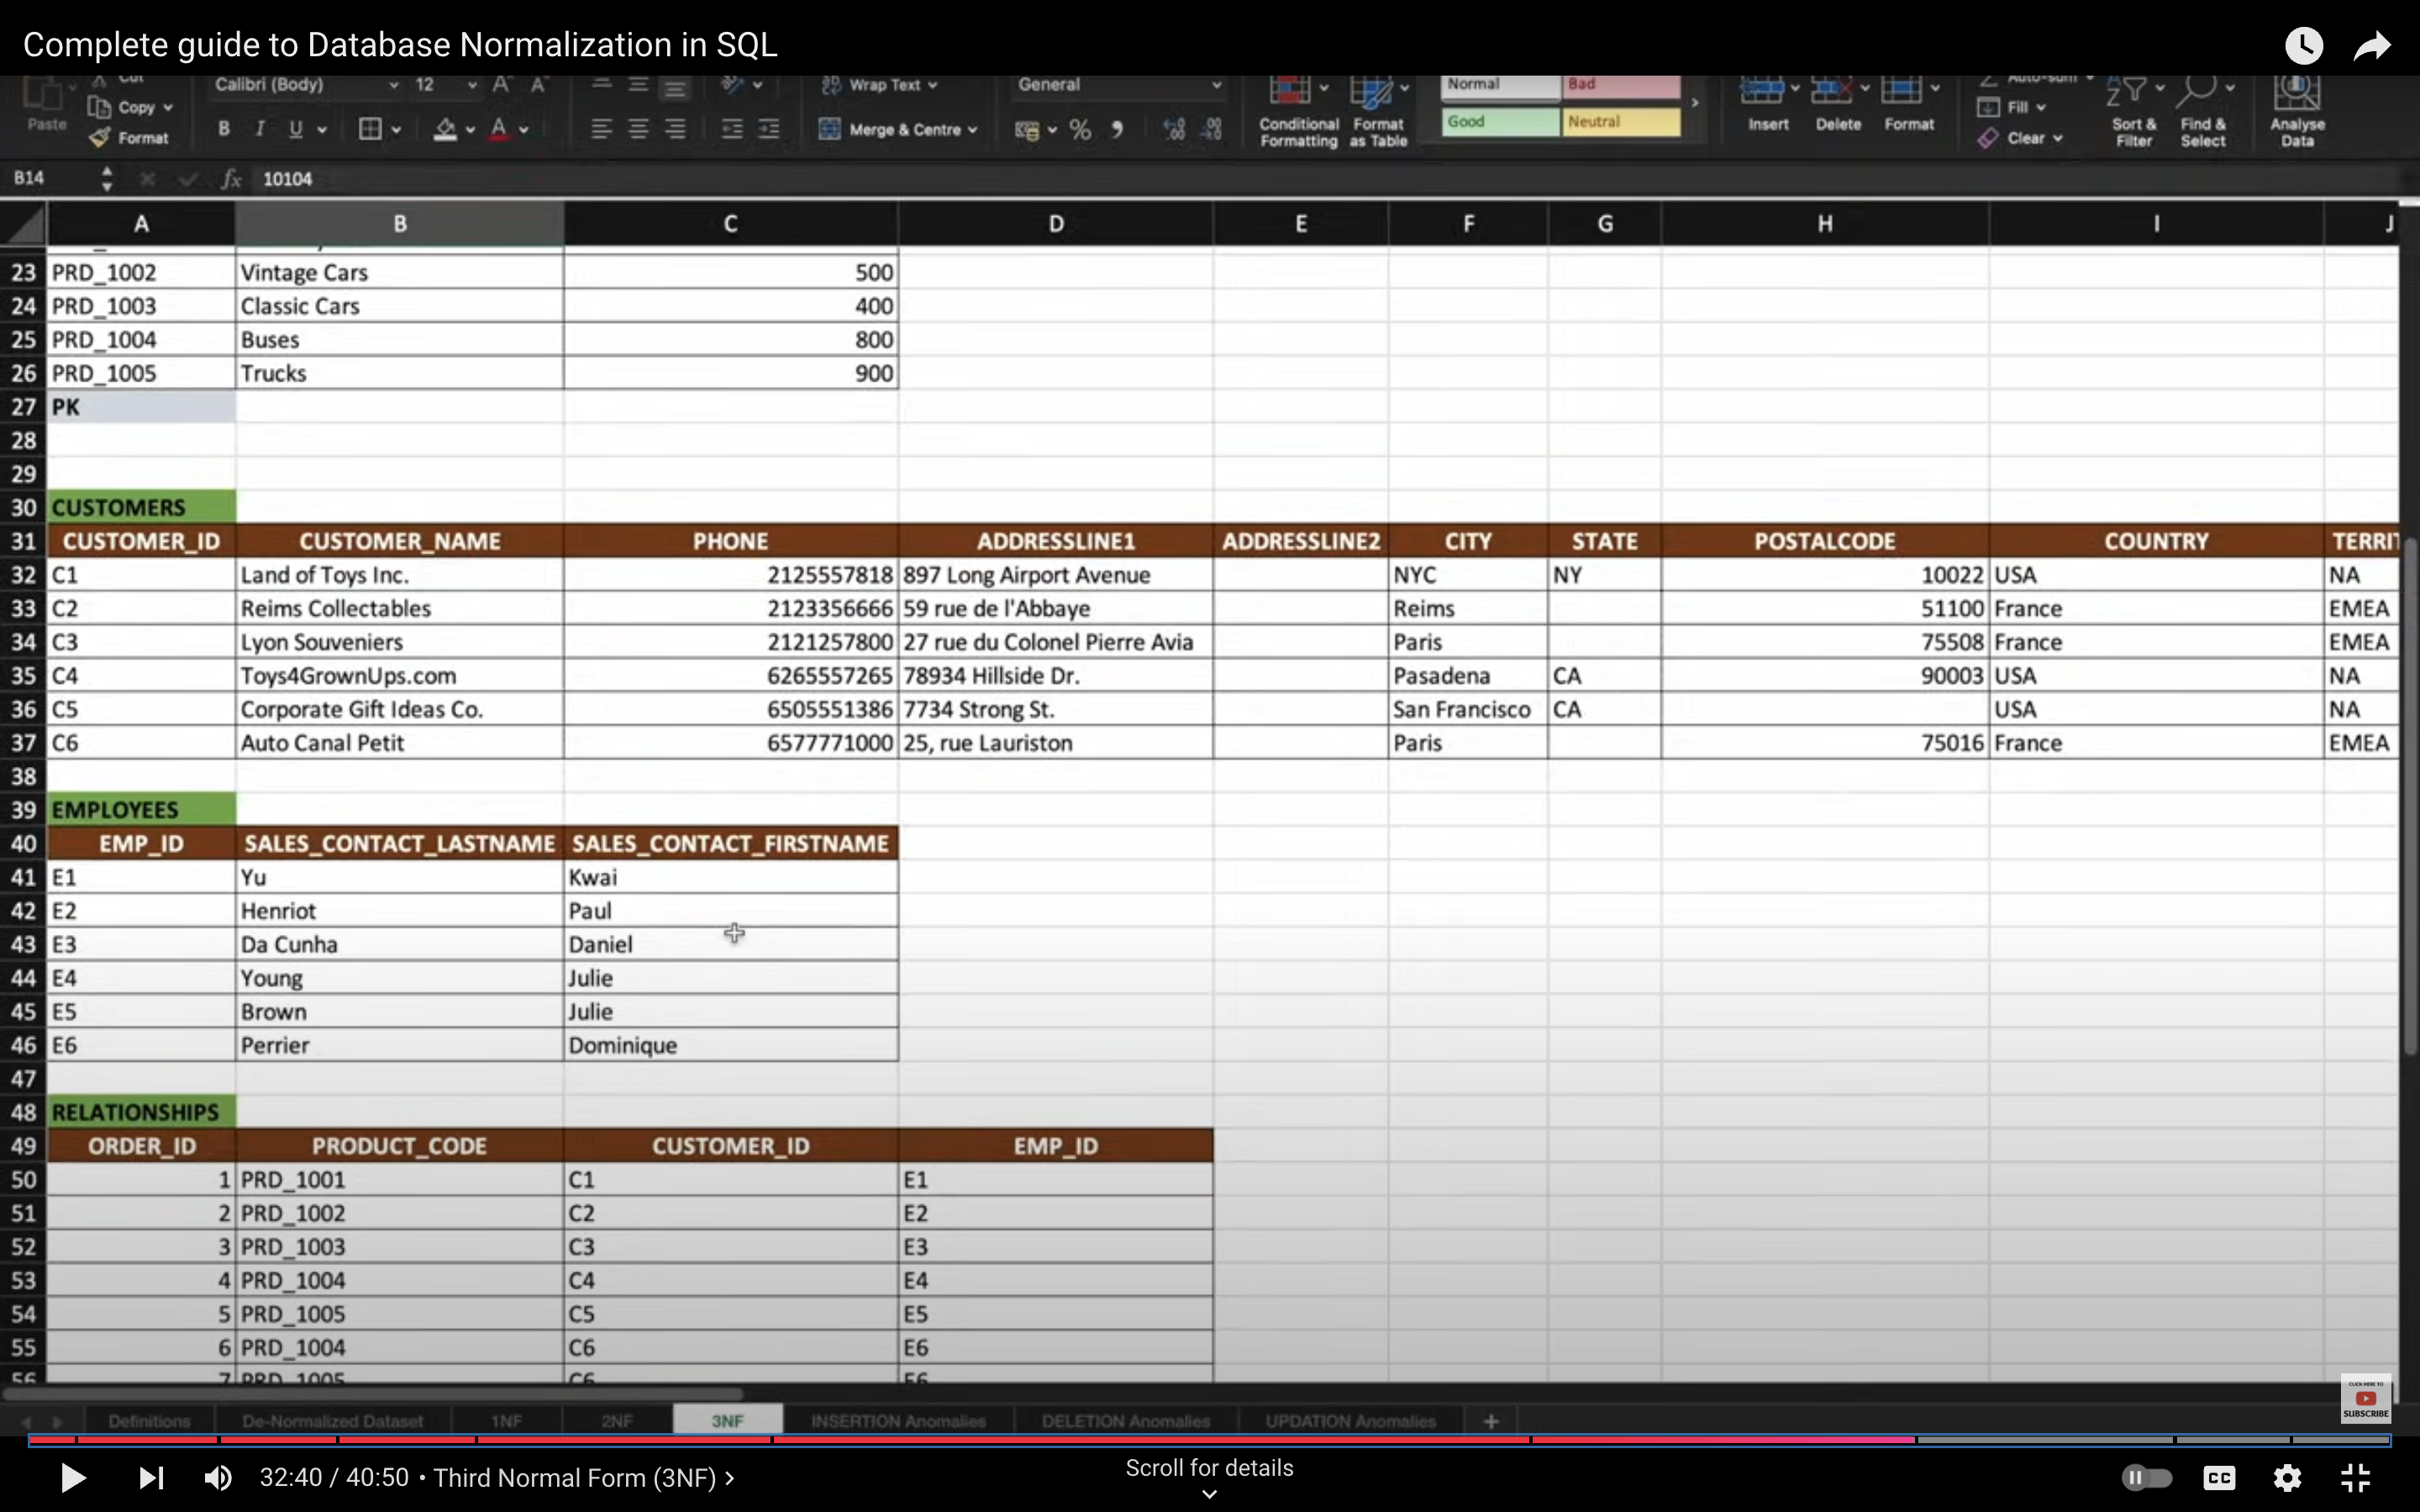 Complete guide to Database Normalization in SQL
Cut Calibri (Body) 12 A A Wrap Text General Normal Bad Auto-sum
Paste Copy Insert Delete Format Fill
Format B I U Merge & Centre % Conditional Formatting Format as Table Good Neutral Clear Sort & Filter Find & Select Analyse Data
B14 fx 10104
A B C D E F G H I J
23 PRD_1002 Vintage Cars 500
24 PRD_1003 Classic Cars 400
25 PRD_1004 Buses 800
26 PRD_1005 Trucks 900
27 PK
28
29
30 CUSTOMERS
31 CUSTOMER_ID CUSTOMER_NAME PHONE ADDRESSLINE1 ADDRESSLINE2 CITY STATE POSTALCODE COUNTRY
32 C1 Land of Toys Inc. 2125557818 897 Long Airport Avenue NYC NY 10022 USA NA
33 C2 Reims Collectables 2123356666 59 rue de l'Abbaye Reims 51100 France EMEA
34 C3 Lyon Souveniers 2121257800 27 rue du Colonel Pierre Avia Paris 75508 France EMEA
35 C4 Toys4GrownUps.com 6265557265 78934 Hillside Dr. Pasadena CA 90003 USA NA
36 C5 Corporate Gift Ideas Co. 6505551386 7734 Strong St. San Francisco CA USA NA
37 C6 Auto Canal Petit 6577771000 25, rue Lauriston Paris 75016 France EMEA
38
39 EMPLOYEES
40 EMP_ID SALES_CONTACT_LASTNAME SALES_CONTACT_FIRSTNAME
41 E1 Yu Kwai
42 E2 Henriot Paul
43 E3 Da Cunha Daniel
44 E4 Young Julie
45 E5 Brown Julie
46 E6 Perrier Dominique
47
48 RELATIONSHIPS
49 ORDER_ID PRODUCT_CODE CUSTOMER_ID EMP_ID
50 1 PRD_1001 C1 E1
51 2 PRD_1002 C2 E2
52 3 PRD_1003 C3 E3
53 4 PRD_1004 C4 E4
54 5 PRD_1005 C5 E5
55 6 PRD_1004 C6 E6
56 7 PRD_1005 C6 E6
Definitions De-Normalized Dataset 1NF 2NF 3NF INSERTION Anomalies DELETION Anomalies UPDATION Anomalies +
CLICK HERE TO
SUBSCRIBE
32:40 / 40:50 • Third Normal Form (3NF) > Scroll for details CC